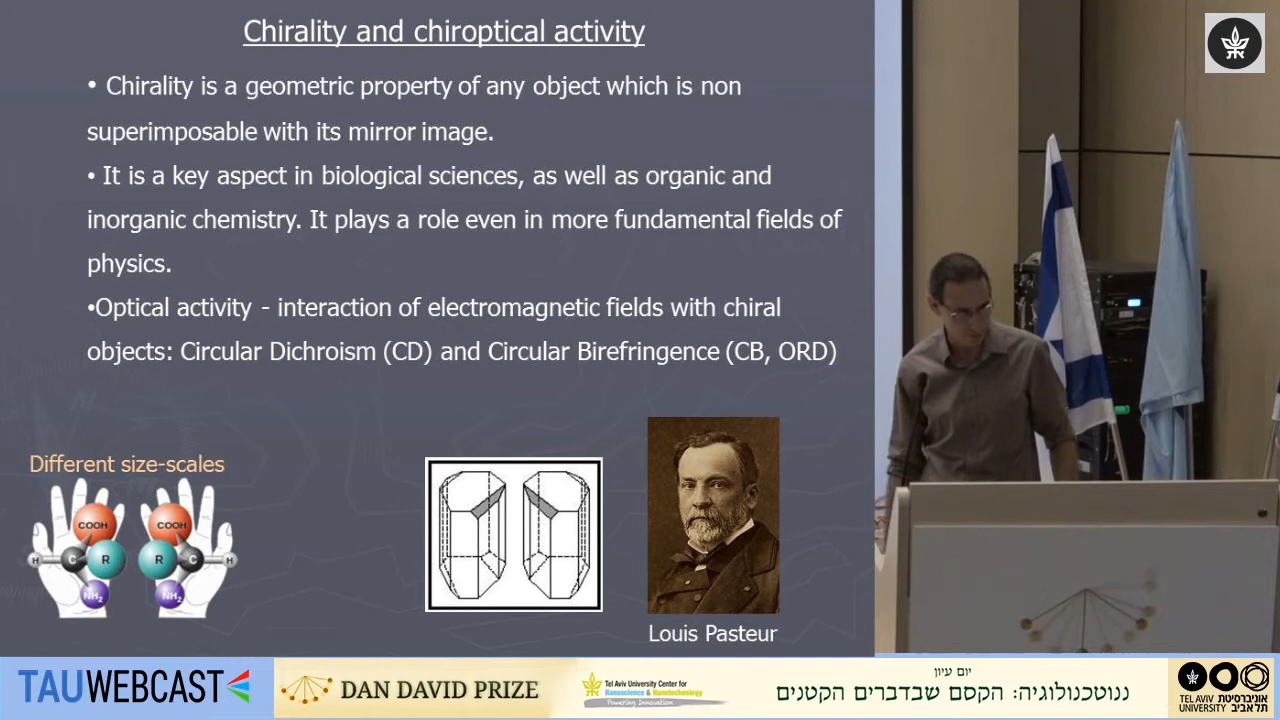 Chirality and chiroptical activity
• Chirality is a geometric property of any object which is non
superimposable with its mirror image.
• It is a key aspect in biological sciences, as well as organic and
inorganic chemistry. It plays a role even in more fundamental fields of
physics.
•Optical activity - interaction of electromagnetic fields with chiral
objects: Circular Dichroism (CD) and Circular Birefringence (CB, ORD)
Different size-scales
COOH COOH
H C R R C H
NH2 NH2
Louis Pasteur
TAUWEBCAST
DAN DAVID PRIZE
Tel Aviv University Center for
Nanoscience & Nanotechnology
Powering Innovation
יום עיון
ננוטכנולוגיה: הקסם שבדברים הקטנים
TEL AVIV אוניברסיטת
UNIVERSITY תל אביב